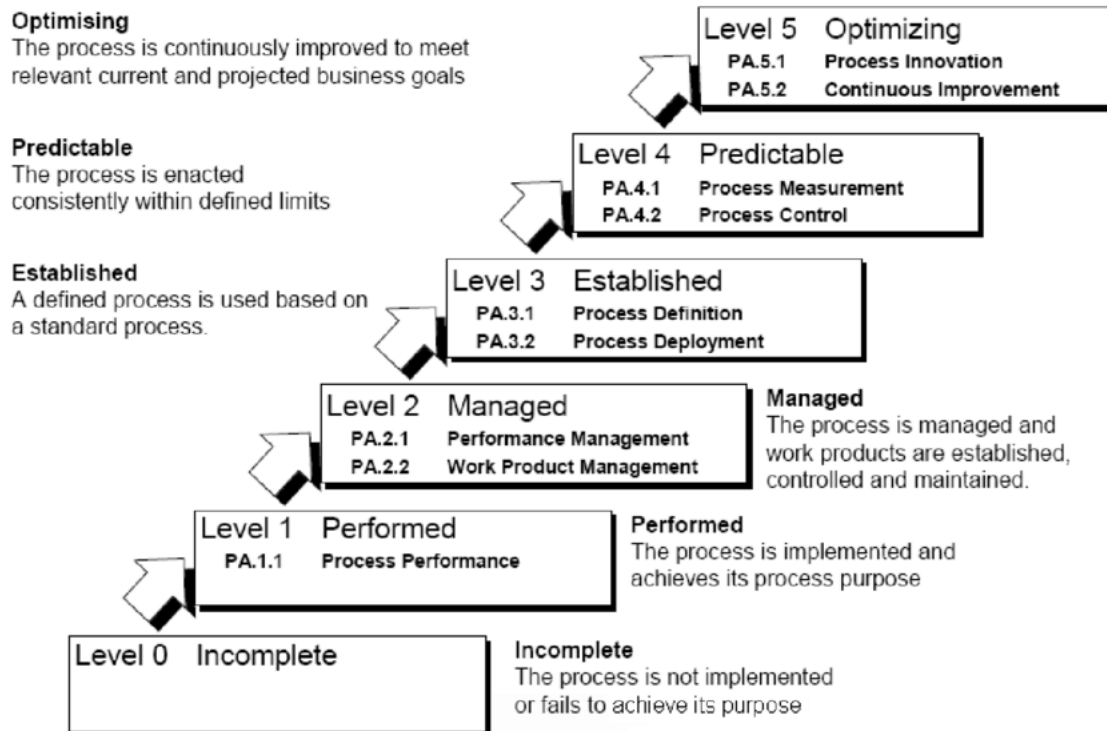 Optimising
The process is continuously improved to meet
relevant current and projected business goals
Level 5 Optimizing
PA.5.1 Process Innovation
PA.5.2 Continuous Improvement
Predictable
The process is enacted
consistently within defined limits
Level 4 Predictable
PA.4.1 Process Measurement
PA.4.2 Process Control
Established
A defined process is used based on
a standard process.
Level 3 Established
PA.3.1 Process Definition
PA.3.2 Process Deployment
Level 2 Managed
PA.2.1 Performance Management
PA.2.2 Work Product Management
Managed
The process is managed and
work products are established,
controlled and maintained.
Level 1 Performed
PA.1.1 Process Performance
Performed
The process is implemented and
achieves its process purpose
Level 0 Incomplete
Incomplete
The process is not implemented
or fails to achieve its purpose